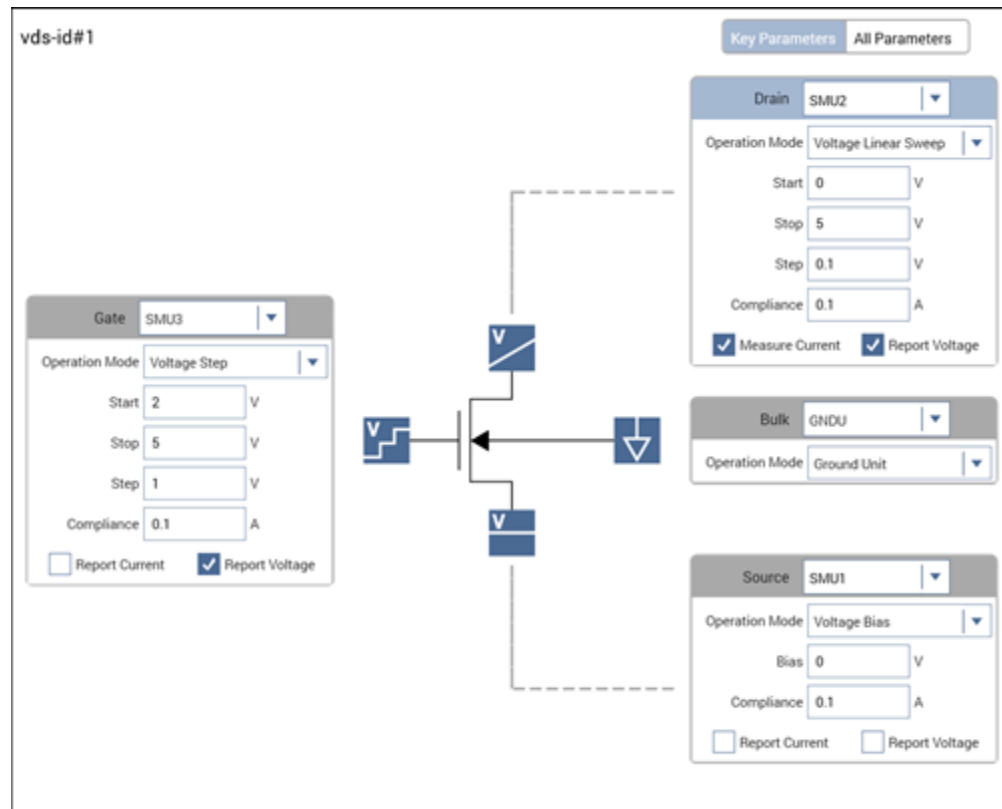 vds-id#1
Key Parameters All Parameters
Drain SMU2
Operation Mode Voltage Linear Sweep
Start 0 V
Stop 5 V
Step 0.1 V
Compliance 0.1 A
Measure Current Report Voltage
Gate SMU3
Operation Mode Voltage Step
Start 2 V
Stop 5 V
Step 1 V
Compliance 0.1 A
Report Current Report Voltage
V
V
V
Bulk GNDU
Operation Mode Ground Unit
Source SMU1
Operation Mode Voltage Bias
Bias 0 V
Compliance 0.1 A
Report Current Report Voltage